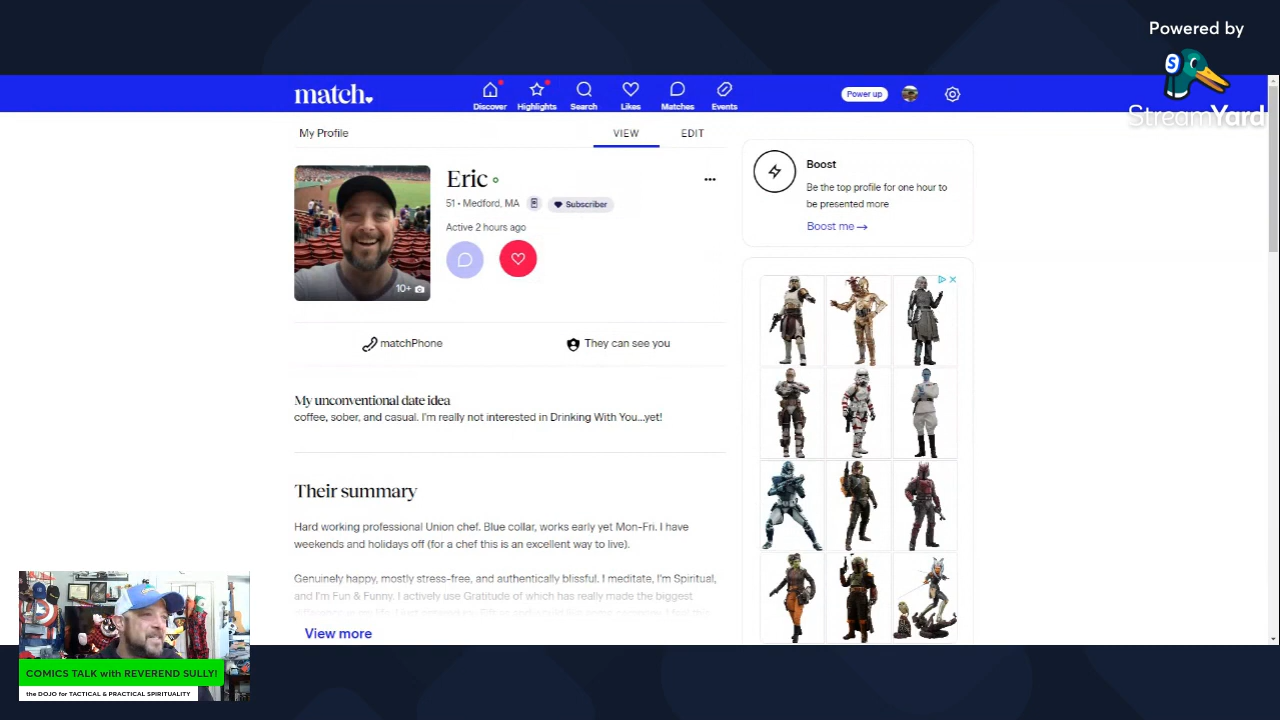 Powered by
StreamYard
match
Discover
Highlights
Search
Likes
Matches
Events
Power up
My Profile
VIEW
EDIT
Eric
51 • Medford, MA
Subscriber
Active 2 hours ago
10+
matchPhone
They can see you
My unconventional date idea
coffee, sober, and casual. I'm really not interested in Drinking With You...yet!
Their summary
Hard working professional Union chef. Blue collar, works early yet Mon-Fri. I have
weekends and holidays off (for a chef this is an excellent way to live).
Genuinely happy, mostly stress-free, and authentically blissful. I meditate, I'm Spiritual,
and I'm Fun & Funny. I actively use Gratitude of which has really made the biggest
View more
Boost
Be the top profile for one hour to
be presented more
Boost me →
COMICS TALK with REVEREND SULLY!
the DOJO for TACTICAL & PRACTICAL SPIRITUALITY